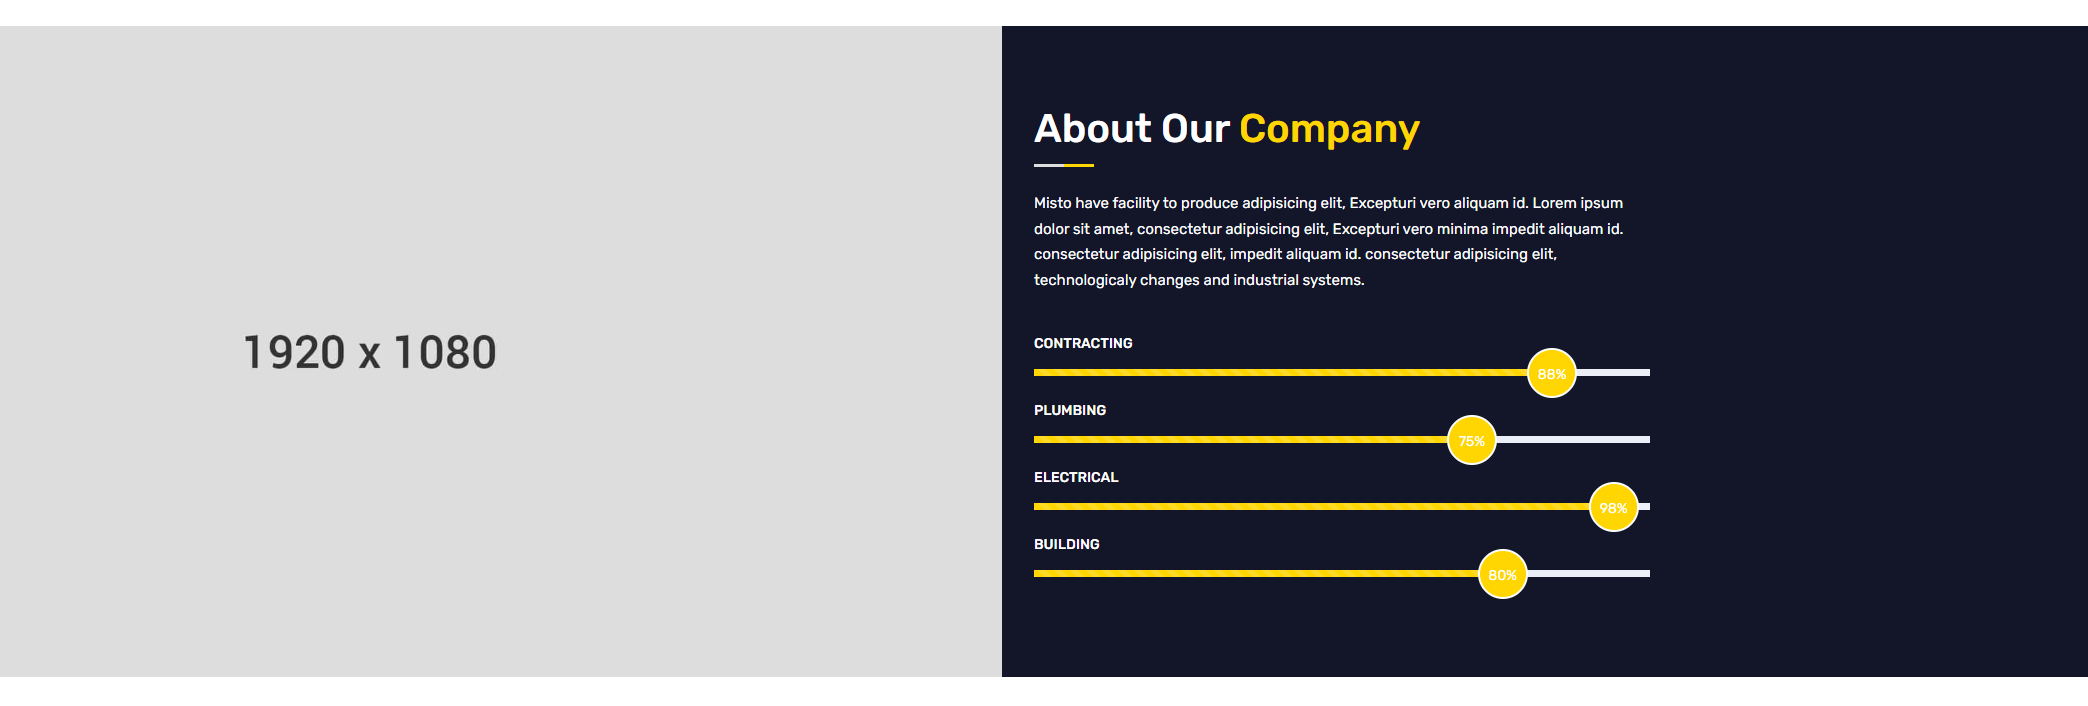 1920 x 1080
About Our Company
Misto have facility to produce adipisicing elit, Excepturi vero aliquam id. Lorem ipsum
dolor sit amet, consectetur adipisicing elit, Excepturi vero minima impedit aliquam id.
consectetur adipisicing elit, impedit aliquam id. consectetur adipisicing elit,
technologicaly changes and industrial systems.
CONTRACTING
88%
PLUMBING
75%
ELECTRICAL
98%
BUILDING
80%